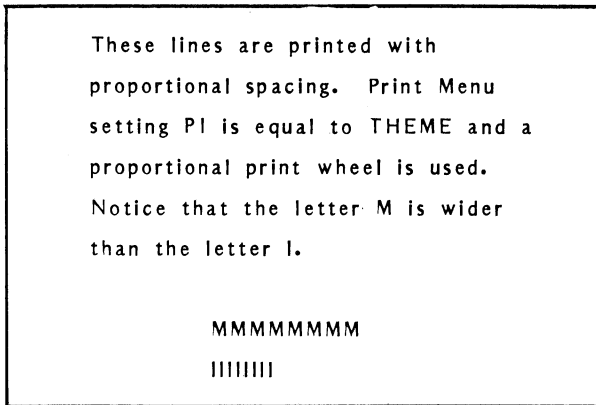 These lines are printed with
proportional spacing. Print Menu
setting PI is equal to THEME and a
proportional print wheel is used.
Notice that the letter M is wider
than the letter I.
MMMMMMMM
IIIIIIII